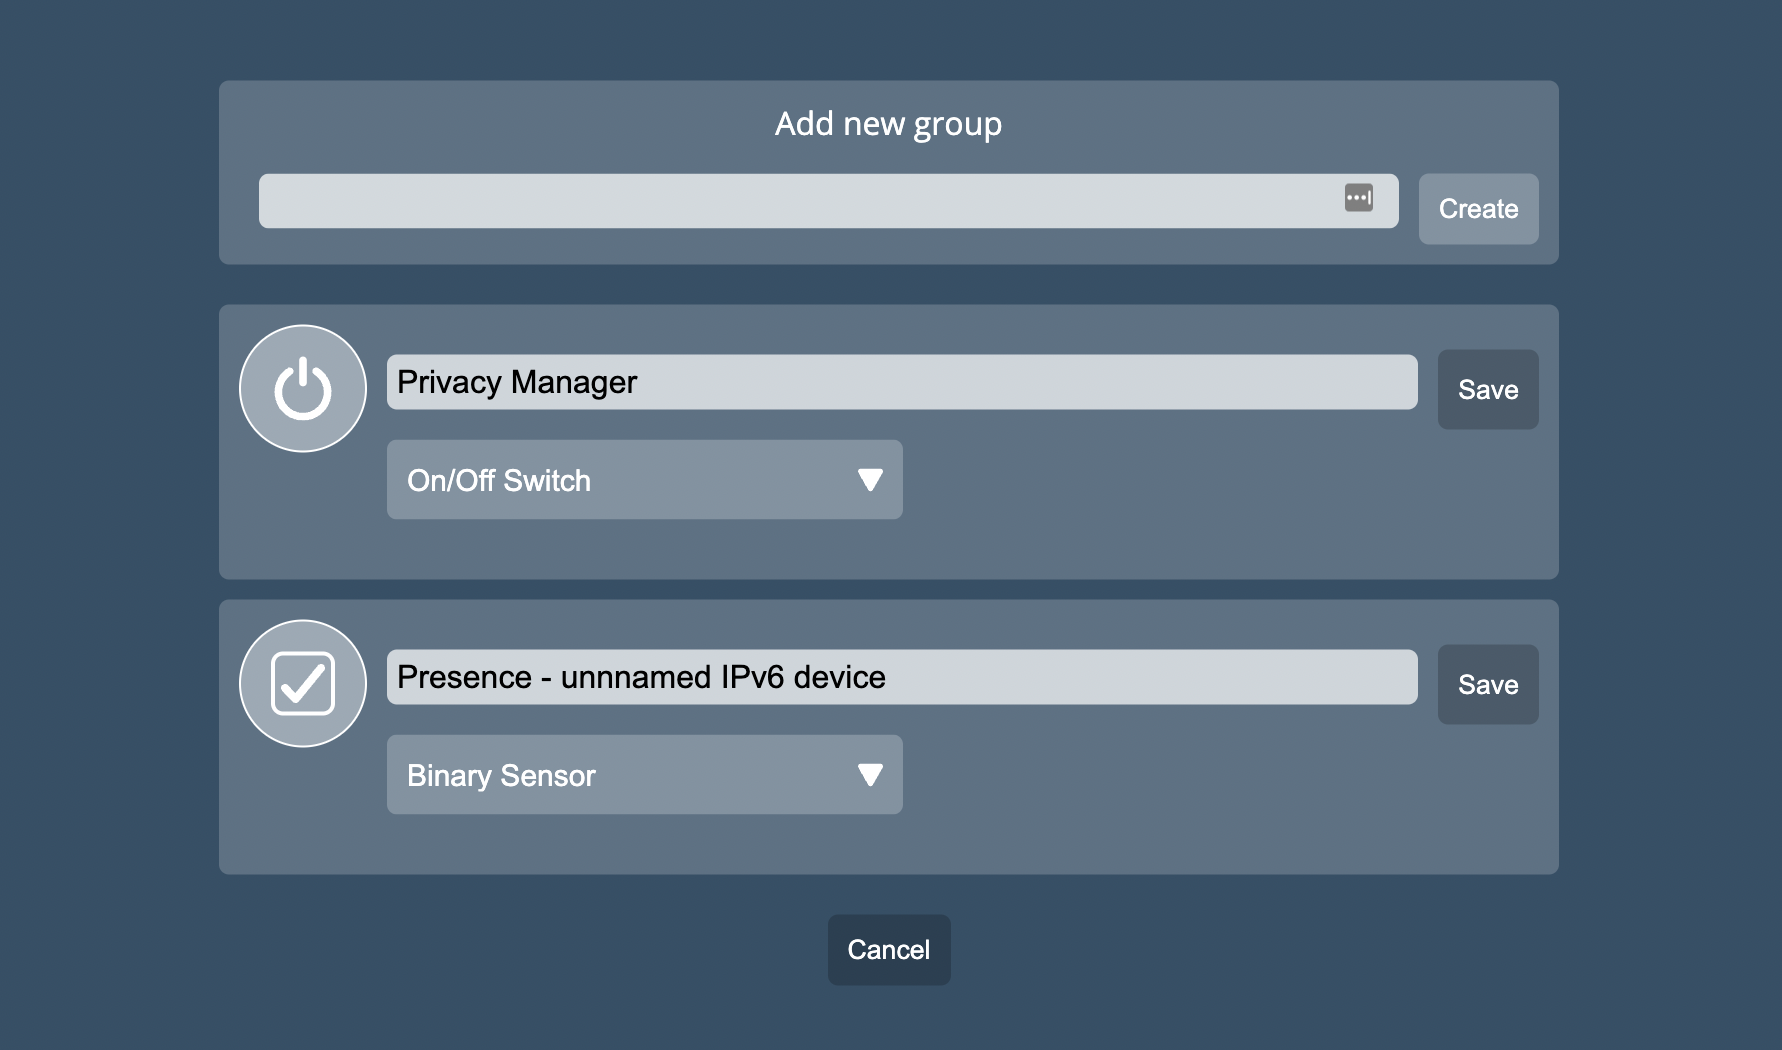 Add new group
Create
Privacy Manager
Save
On/Off Switch
Presence - unnnamed IPv6 device
Save
Binary Sensor
Cancel